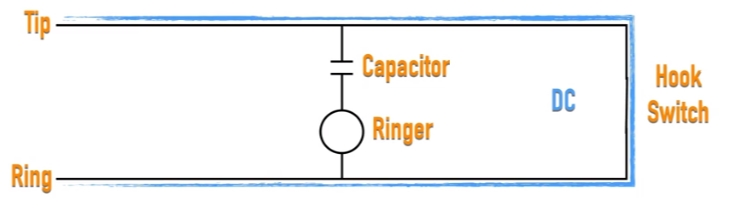 Tip
Capacitor
Hook
Switch
DC
Ringer
Ring